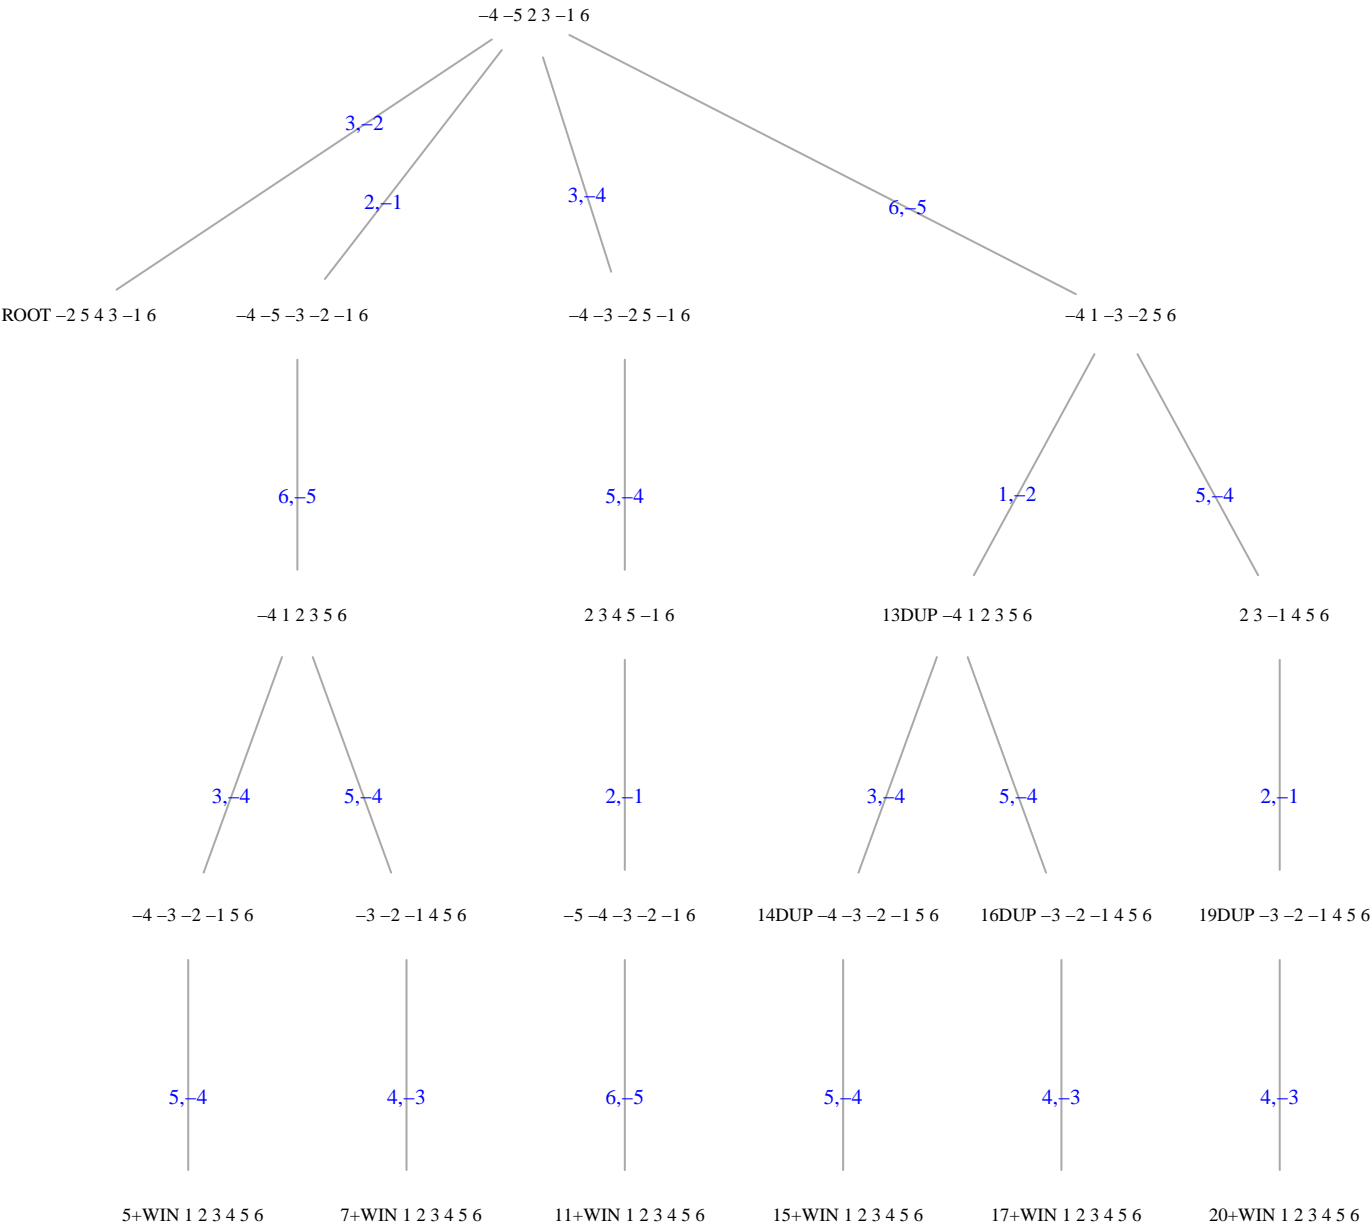 –4 –5 2 3 –1 6
3,–2
2,–1
3,–4
6,–5
ROOT –2 5 4 3 –1 6
–4 –5 –3 –2 –1 6
–4 –3 –2 5 –1 6
–4 1 –3 –2 5 6
6,–5
5,–4
1,–2
5,–4
–4 1 2 3 5 6
2 3 4 5 –1 6
13DUP –4 1 2 3 5 6
2 3 –1 4 5 6
3,–4
5,–4
2,–1
3,–4
5,–4
2,–1
–4 –3 –2 –1 5 6
–3 –2 –1 4 5 6
–5 –4 –3 –2 –1 6
14DUP –4 –3 –2 –1 5 6
16DUP –3 –2 –1 4 5 6
19DUP –3 –2 –1 4 5 6
5,–4
4,–3
6,–5
5,–4
4,–3
4,–3
5+WIN 1 2 3 4 5 6
7+WIN 1 2 3 4 5 6
11+WIN 1 2 3 4 5 6
15+WIN 1 2 3 4 5 6
17+WIN 1 2 3 4 5 6
20+WIN 1 2 3 4 5 6